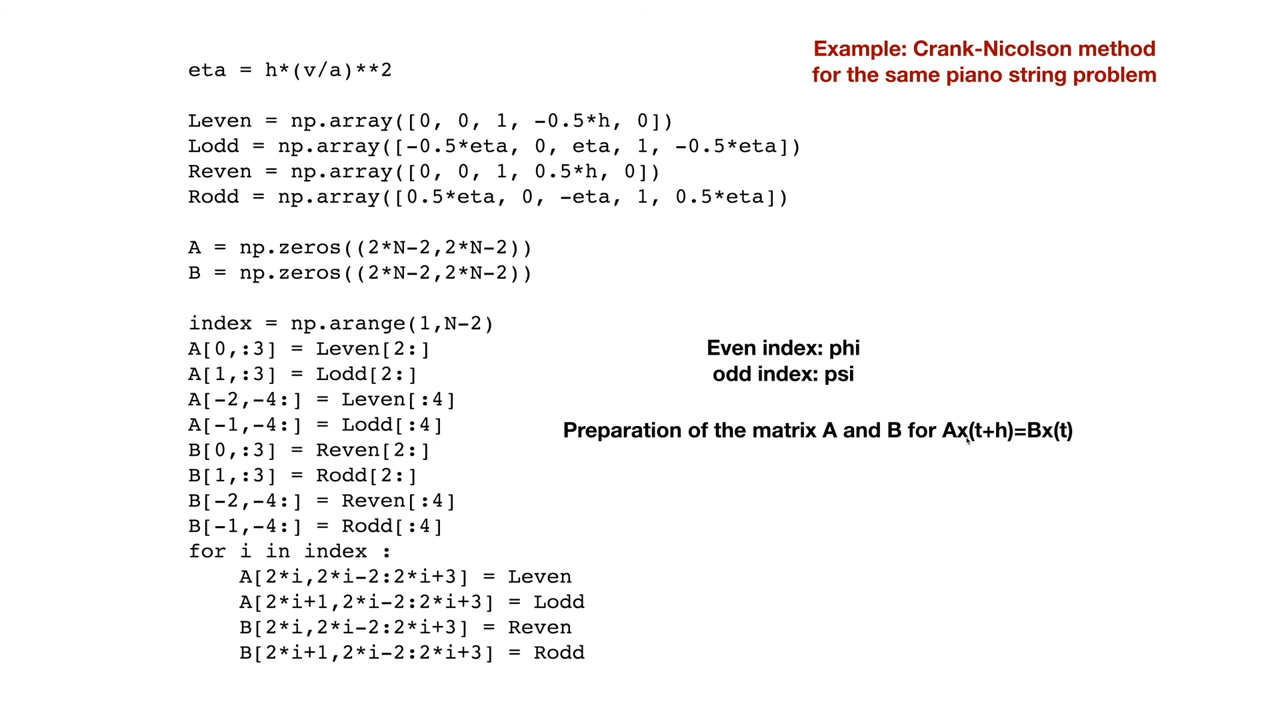 Example: Crank-Nicolson method
for the same piano string problem
eta = h*(v/a)**2
Leven = np.array([0, 0, 1, -0.5*h, 0])
Lodd = np.array([-0.5*eta, 0, eta, 1, -0.5*eta])
Reven = np.array([0, 0, 1, 0.5*h, 0])
Rodd = np.array([0.5*eta, 0, -eta, 1, 0.5*eta])
A = np.zeros((2*N-2,2*N-2))
B = np.zeros((2*N-2,2*N-2))
index = np.arange(1,N-2)
A[0,:3] = Leven[2:]
A[1,:3] = Lodd[2:]
A[-2,-4:] = Leven[:4]
A[-1,-4:] = Lodd[:4]
B[0,:3] = Reven[2:]
B[1,:3] = Rodd[2:]
B[-2,-4:] = Reven[:4]
B[-1,-4:] = Rodd[:4]
for i in index :
    A[2*i,2*i-2:2*i+3] = Leven
    A[2*i+1,2*i-2:2*i+3] = Lodd
    B[2*i,2*i-2:2*i+3] = Reven
    B[2*i+1,2*i-2:2*i+3] = Rodd
Even index: phi
odd index: psi
Preparation of the matrix A and B for Ax(t+h)=Bx(t)